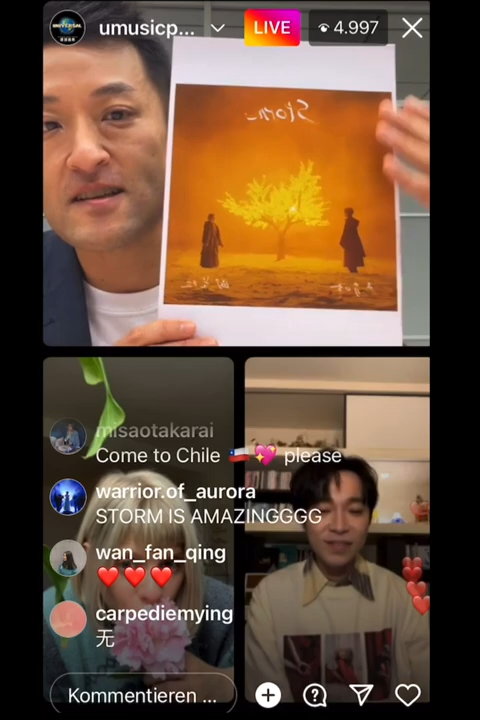 umusicp...
LIVE
4.997
Storm
misaotakarai
Come to Chile 🇨🇱💖 please
warrior.of_aurora
STORM IS AMAZINGGGG
wan_fan_qing
❤️❤️❤️
carpediemying
无
Kommentieren ...